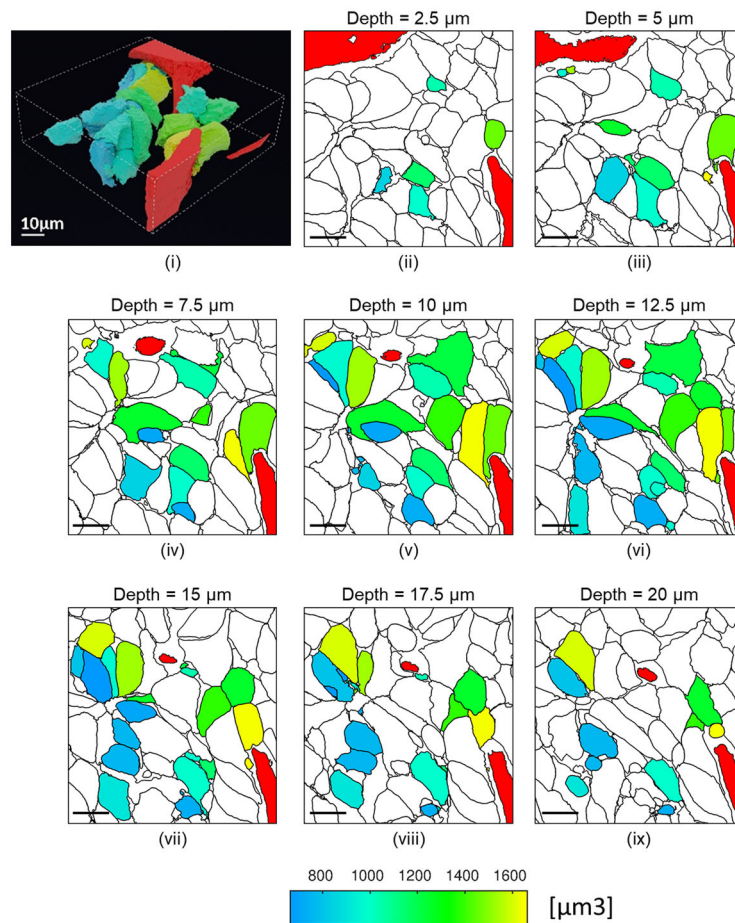 Depth = 2.5 µm
Depth = 5 µm
10µm
(i)
(ii)
(iii)
Depth = 7.5 µm
Depth = 10 µm
Depth = 12.5 µm
(iv)
(v)
(vi)
Depth = 15 µm
Depth = 17.5 µm
Depth = 20 µm
(vii)
(viii)
(ix)
800 1000 1200 1400 1600
[µm3]